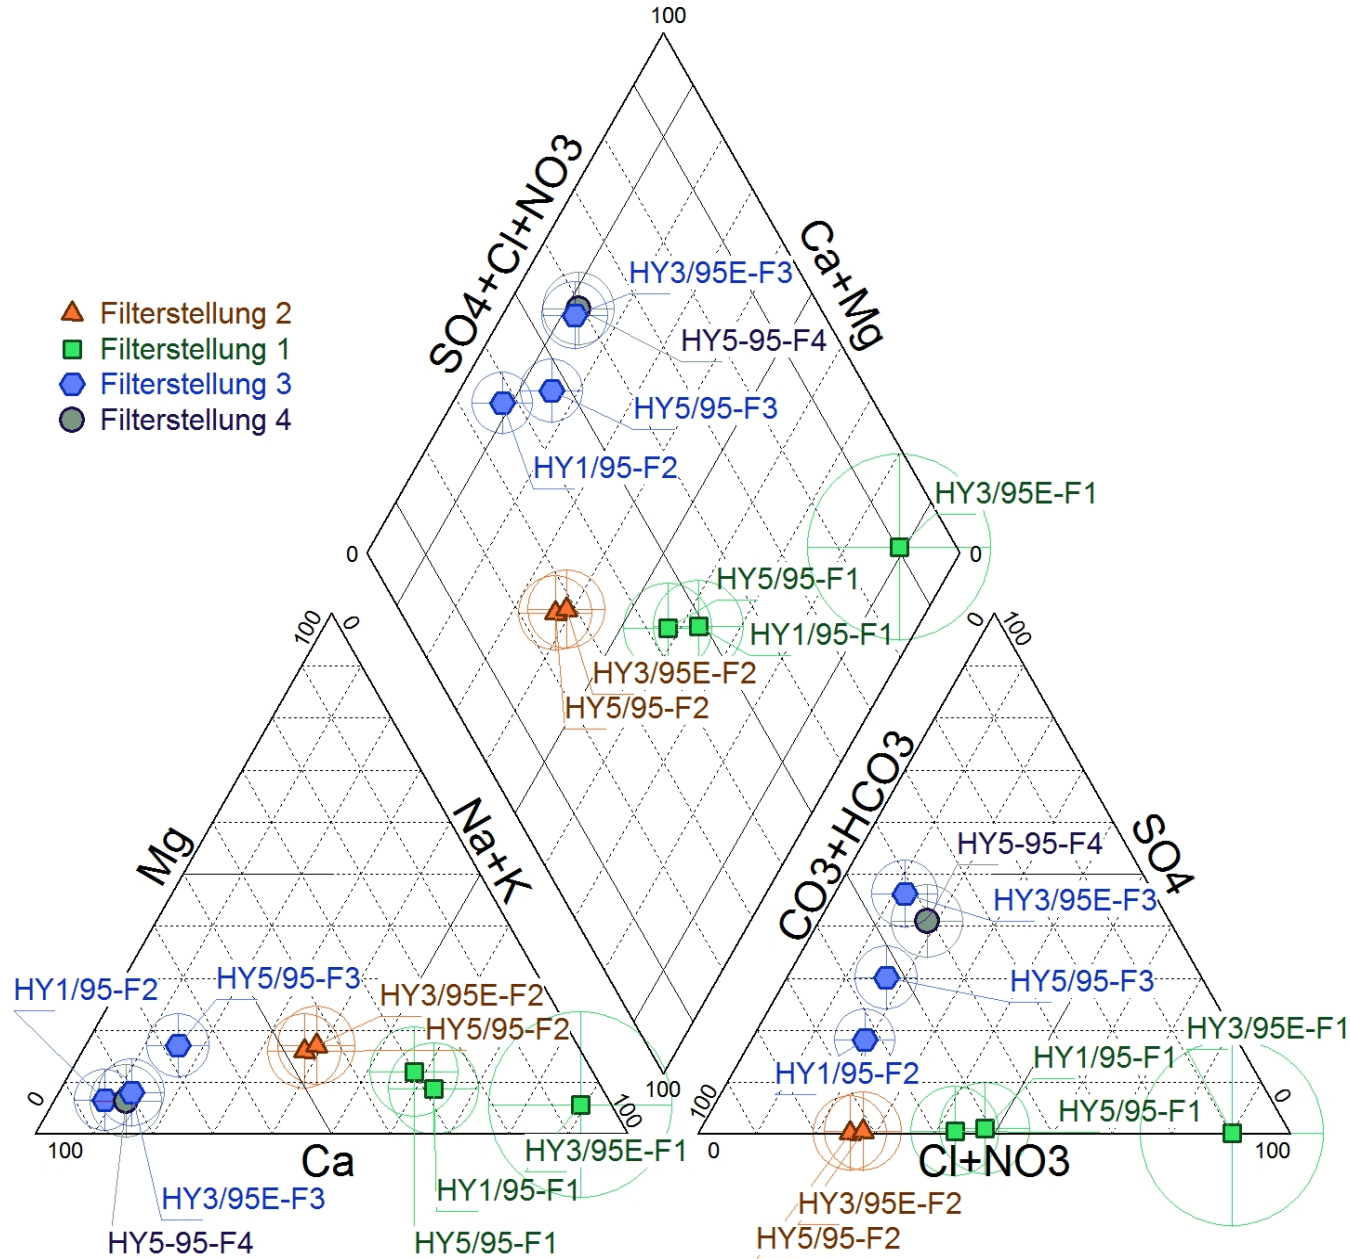 100
SO4+Cl+NO3
Ca+Mg
HY3/95E-F3
HY5-95-F4
HY5/95-F3
HY1/95-F2
Filterstellung 2
Filterstellung 1
Filterstellung 3
Filterstellung 4
HY3/95E-F1
0
0
HY5/95-F1
HY1/95-F1
HY3/95E-F2
HY5/95-F2
100
0
0
100
Mg
Na+K
CO3+HCO3
SO4
HY5-95-F4
HY3/95E-F3
HY5/95-F3
HY1/95-F2
HY5/95-F3
HY3/95E-F2
HY5/95-F2
HY1/95-F2
HY3/95E-F1
HY1/95-F1
HY5/95-F1
0
100
100
100
0
100
Ca
0
Cl+NO3
100
HY3/95E-F1
HY1/95-F1
HY3/95E-F3
HY5-95-F4
HY5/95-F1
HY3/95E-F2
HY5/95-F2